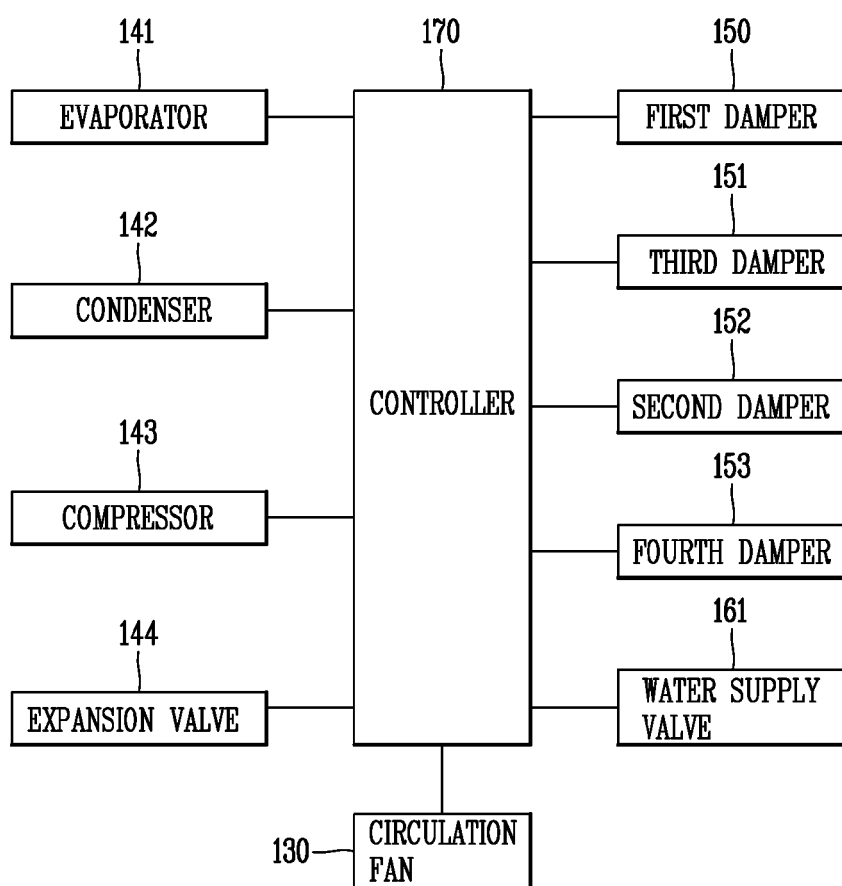 141
170
150
EVAPORATOR
FIRST DAMPER
151
142
THIRD DAMPER
CONDENSER
152
CONTROLLER
SECOND DAMPER
143
153
COMPRESSOR
FOURTH DAMPER
144
161
EXPANSION VALVE
WATER SUPPLY
VALVE
130
CIRCULATION
FAN